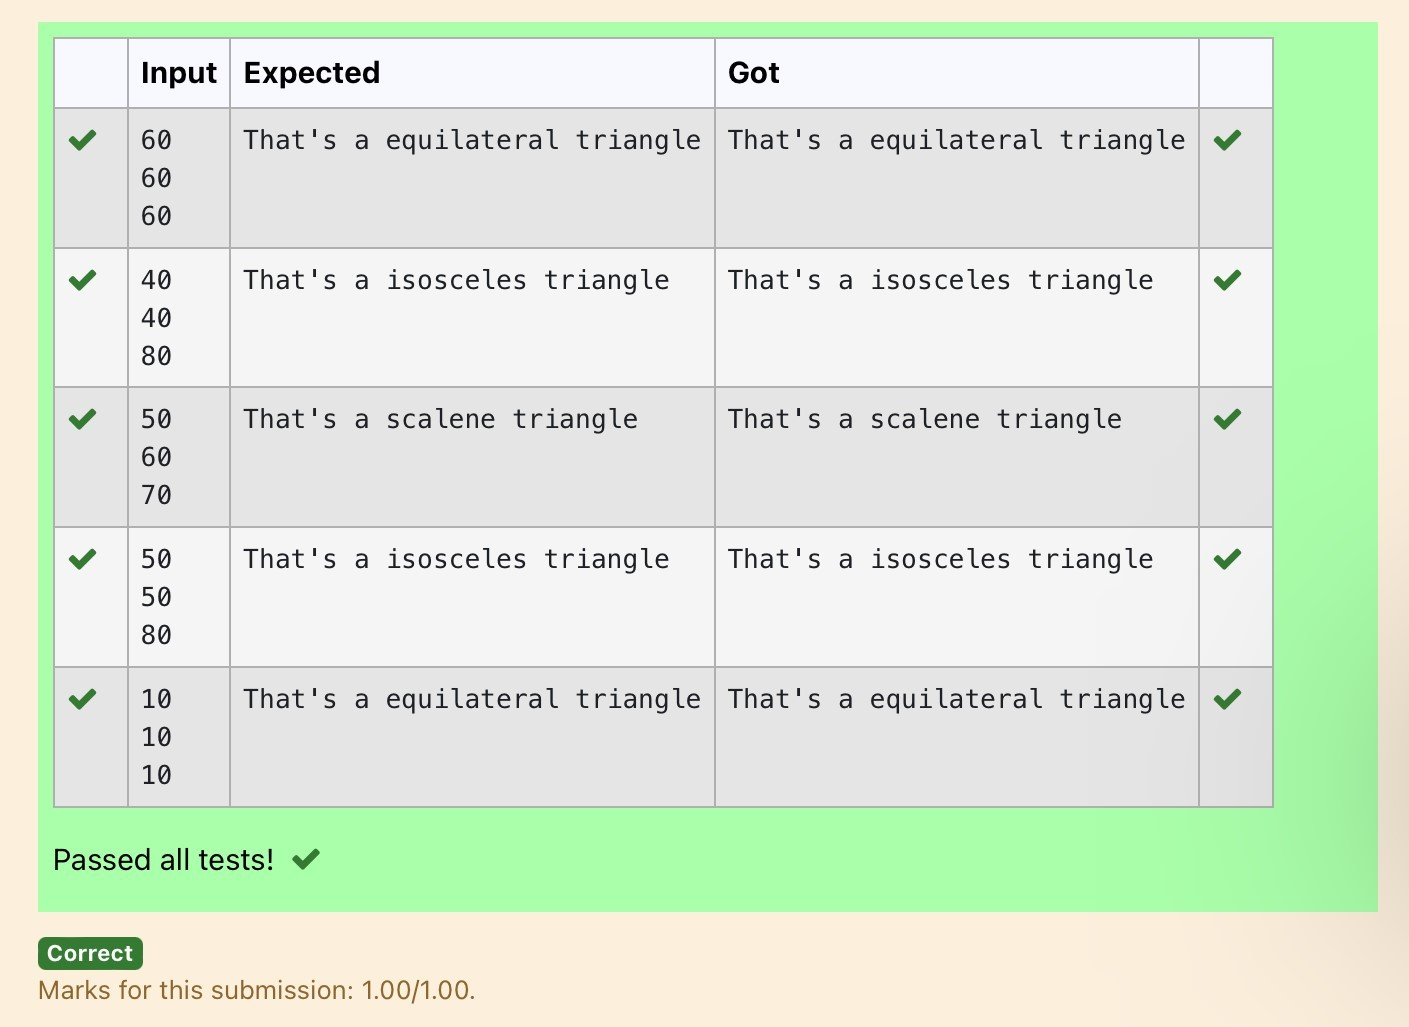 Input Expected Got
60 That's a equilateral triangle That's a equilateral triangle
60
60
40 That's a isosceles triangle That's a isosceles triangle
40
80
50 That's a scalene triangle That's a scalene triangle
60
70
50 That's a isosceles triangle That's a isosceles triangle
50
80
10 That's a equilateral triangle That's a equilateral triangle
10
10
Passed all tests!
Correct
Marks for this submission: 1.00/1.00.